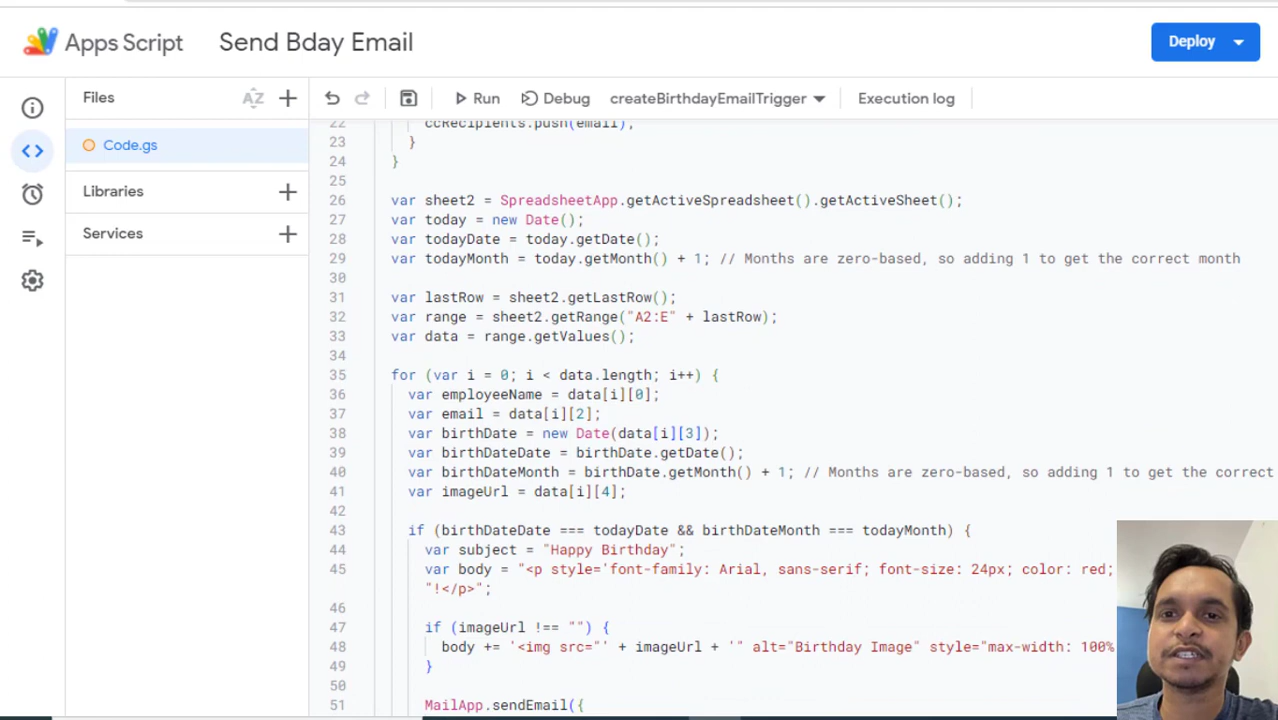 Apps Script
Send Bday Email
Deploy
Files
AZ
Run
Debug
createBirthdayEmailTrigger
Execution log
Code.gs
Libraries
Services
22 ccRecipients.push(email);
23 }
24 }
25
26 var sheet2 = SpreadsheetApp.getActiveSpreadsheet().getActiveSheet();
27 var today = new Date();
28 var todayDate = today.getDate();
29 var todayMonth = today.getMonth() + 1; // Months are zero-based, so adding 1 to get the correct month
30
31 var lastRow = sheet2.getLastRow();
32 var range = sheet2.getRange("A2:E" + lastRow);
33 var data = range.getValues();
34
35 for (var i = 0; i < data.length; i++) {
36 var employeeName = data[i][0];
37 var email = data[i][2];
38 var birthDate = new Date(data[i][3]);
39 var birthDateDate = birthDate.getDate();
40 var birthDateMonth = birthDate.getMonth() + 1; // Months are zero-based, so adding 1 to get the correct
41 var imageUrl = data[i][4];
42
43 if (birthDateDate === todayDate && birthDateMonth === todayMonth) {
44 var subject = "Happy Birthday";
45 var body = "<p style='font-family: Arial, sans-serif; font-size: 24px; color: red;
"!</p>";
46
47 if (imageUrl !== "") {
48 body += '<img src="' + imageUrl + '" alt="Birthday Image" style="max-width: 100%
49 }
50
51 MailApp.sendEmail({